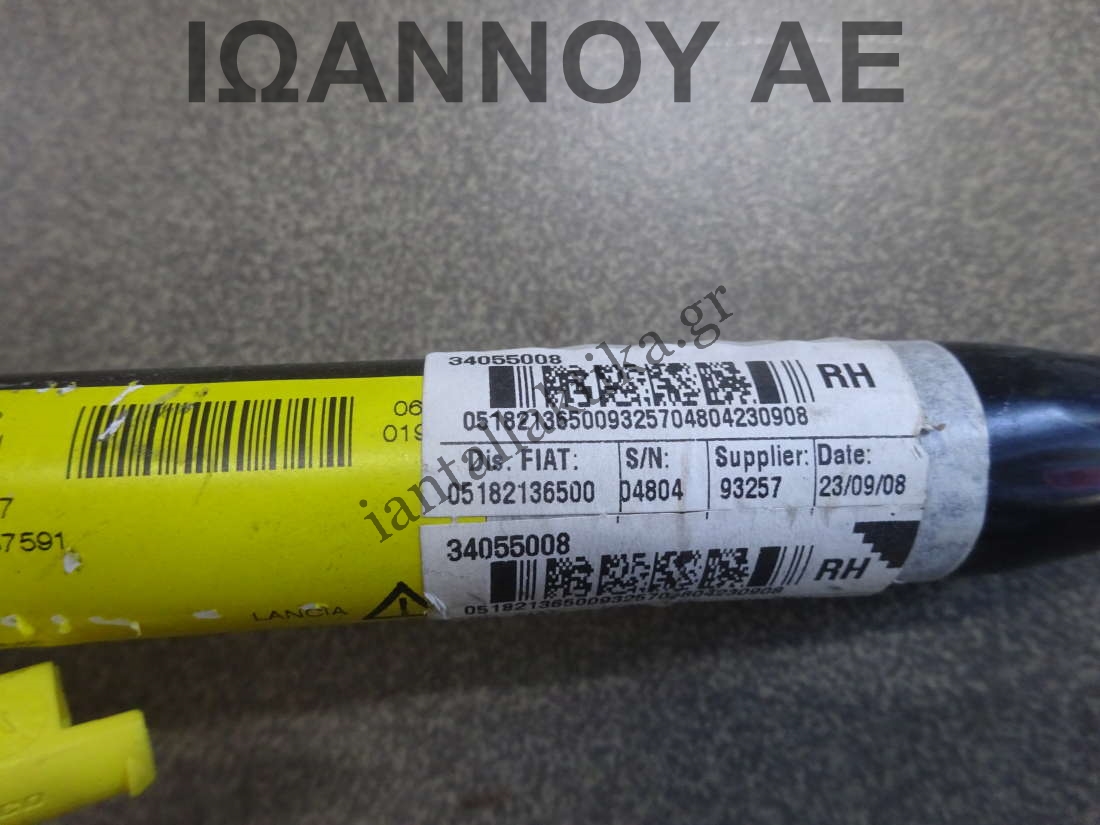 ΙΩΑΝΝΟΥ ΑΕ
iantallaktika.gr
34055008
RH
051821365009325704804230908
Dis. FIAT:
S/N:
Supplier:
Date:
05182136500
04804
93257
23/09/08
34055008
RH
051821365009325704804230908
06
019
7
7591
LANCIA